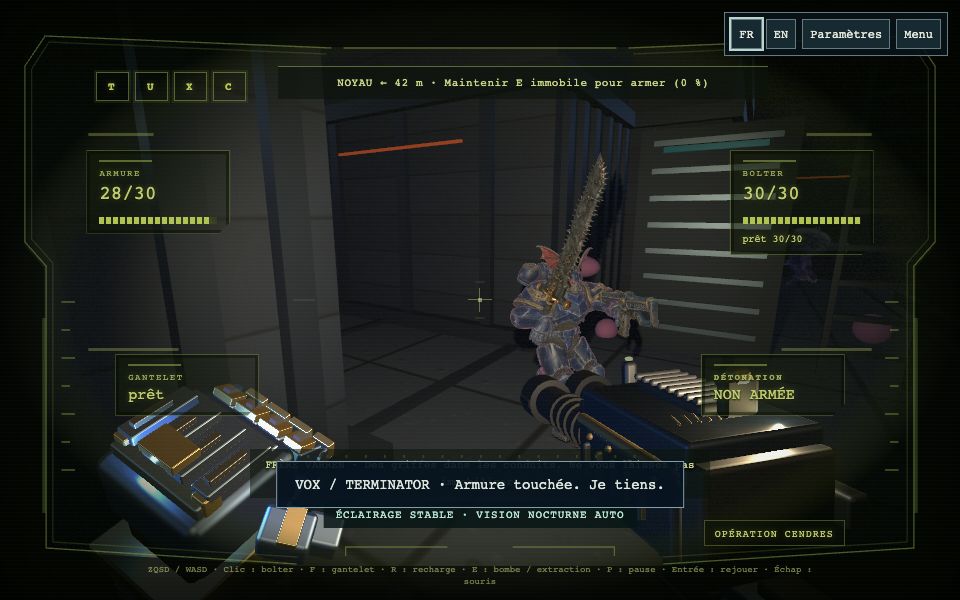 FR EN Paramètres Menu
T U X C
NOYAU ← 42 m · Maintenir E immobile pour armer (0 %)
ARMURE
28/30
BOLTER
30/30
prêt 30/30
GANTELET
prêt
DÉTONATION
NON ARMÉE
FRÈRE VARREN · Des griffes dans les conduits. Ne vous laissez pas
VOX / TERMINATOR · Armure touchée. Je tiens.
ÉCLAIRAGE STABLE · VISION NOCTURNE AUTO
OPÉRATION CENDRES
ZQSD / WASD · Clic : bolter · F : gantelet · R : recharge · E : bombe / extraction · P : pause · Entrée : rejouer · Échap :
souris